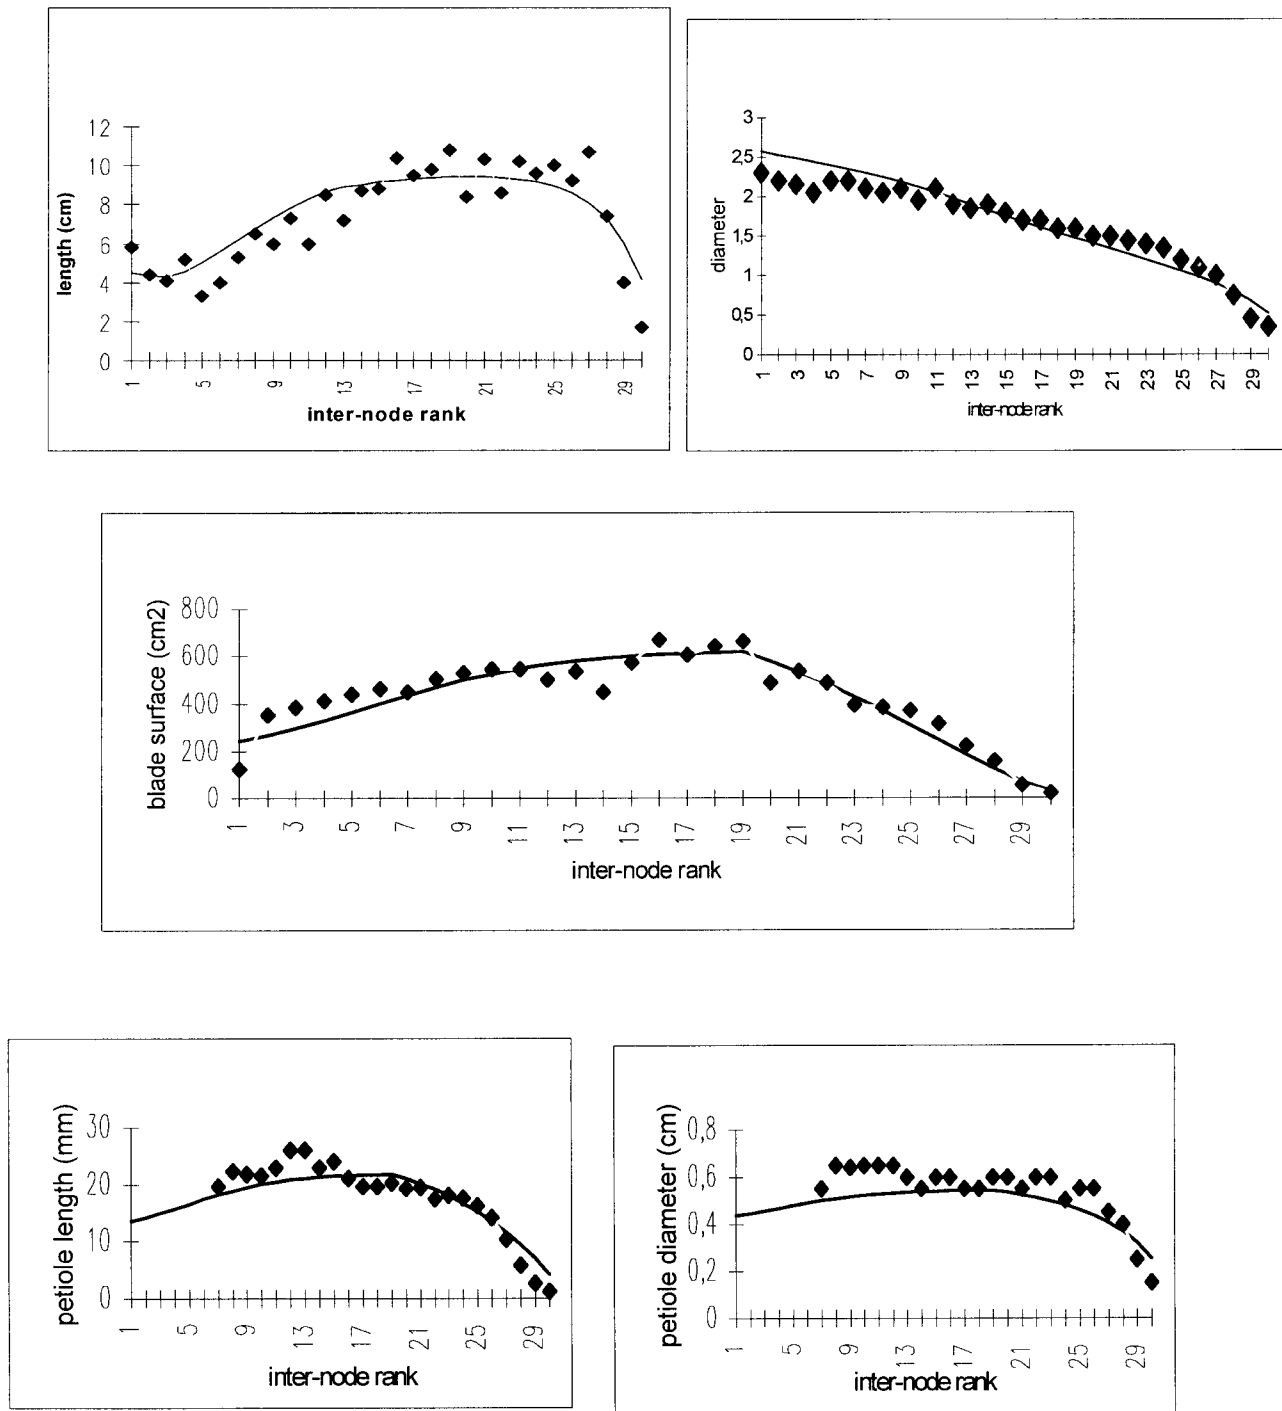 12
10
8
6
4
2
0
length (cm)
1 5 9 13 17 21 25 29
inter-node rank
3
2,5
2
1,5
1
0,5
0
diameter
1 3 5 7 9 11 13 15 17 19 21 23 25 27 29
inter-node rank
800
600
400
200
0
blade surface (cm2)
1 3 5 7 9 11 13 15 17 19 21 23 25 27 29
inter-node rank
30
20
10
0
petiole length (mm)
1 5 9 13 17 21 25 29
inter-node rank
0,8
0,6
0,4
0,2
0
petiole diameter (cm)
1 5 9 13 17 21 25 29
inter-node rank